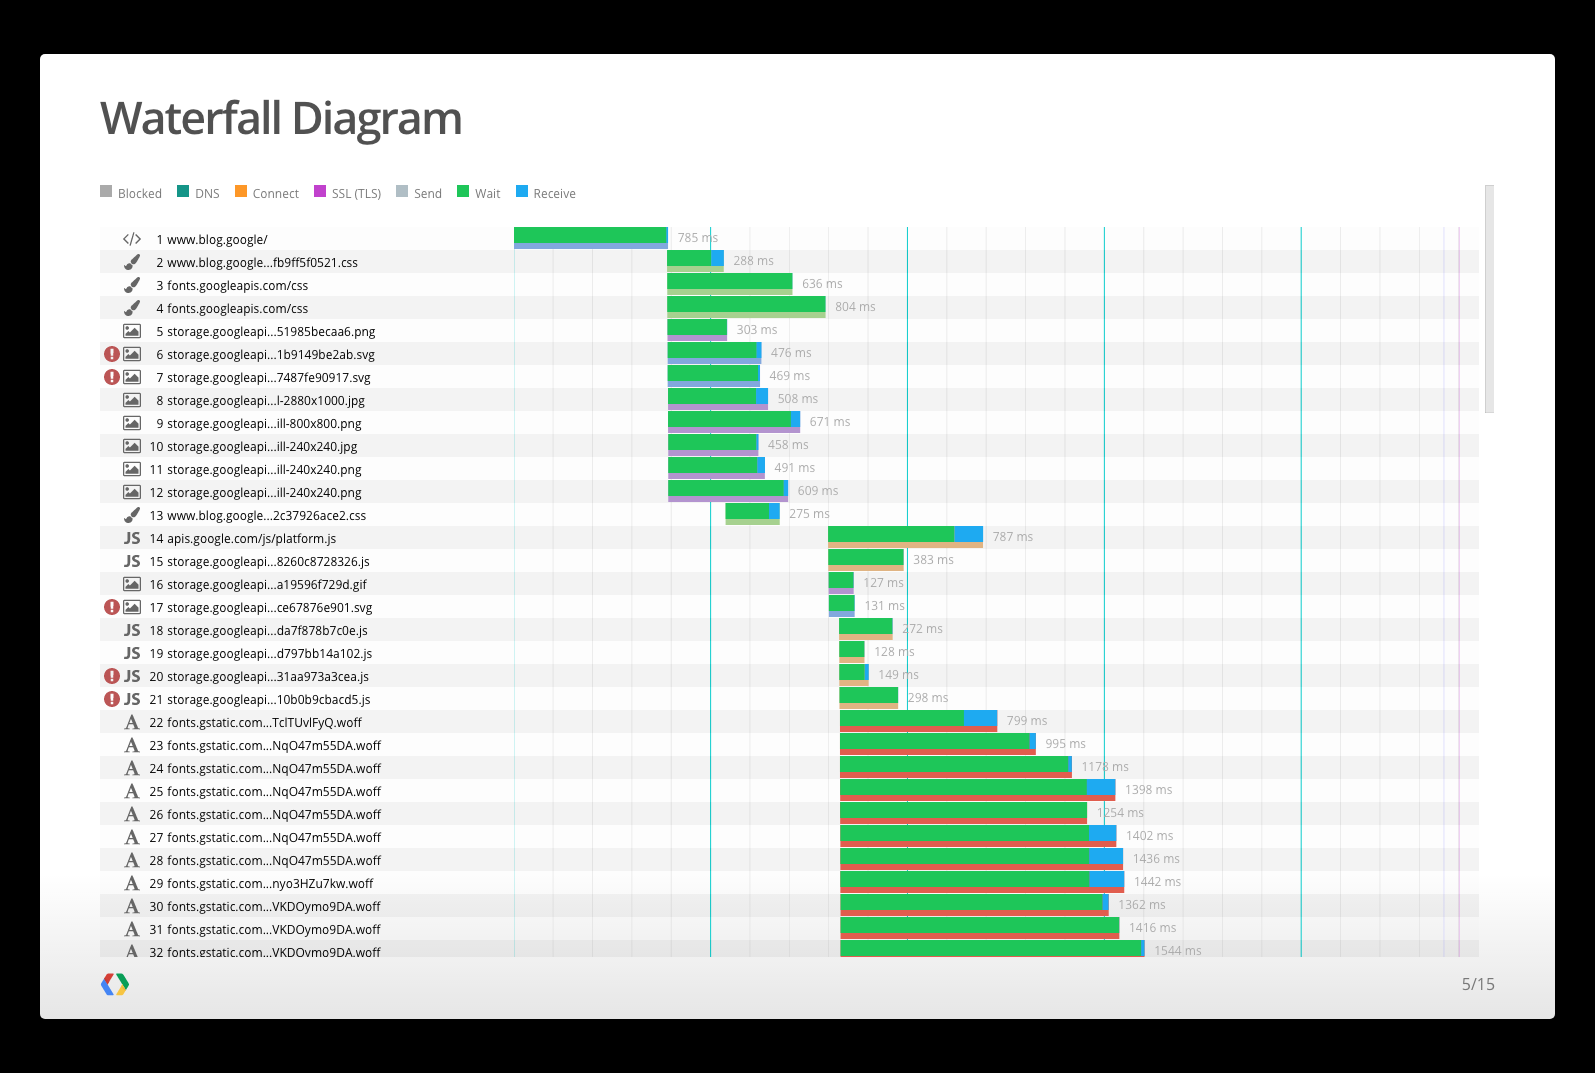 Waterfall Diagram
Blocked DNS Connect SSL (TLS) Send Wait Receive
1 www.blog.google/ 785 ms
2 www.blog.google...fb9ff5f0521.css 288 ms
3 fonts.googleapis.com/css 636 ms
4 fonts.googleapis.com/css 804 ms
5 storage.googleapi...51985becaa6.png 303 ms
6 storage.googleapi...1b9149be2ab.svg 476 ms
7 storage.googleapi...7487fe90917.svg 469 ms
8 storage.googleapi...l-2880x1000.jpg 508 ms
9 storage.googleapi...ill-800x800.png 671 ms
10 storage.googleapi...ill-240x240.jpg 458 ms
11 storage.googleapi...ill-240x240.png 491 ms
12 storage.googleapi...ill-240x240.png 609 ms
13 www.blog.google...2c37926ace2.css 275 ms
JS 14 apis.google.com/js/platform.js 787 ms
JS 15 storage.googleapi...8260c8728326.js 383 ms
16 storage.googleapi...a19596f729d.gif 127 ms
17 storage.googleapi...ce67876e901.svg 131 ms
JS 18 storage.googleapi...da7f878b7c0e.js 272 ms
JS 19 storage.googleapi...d797bb14a102.js 128 ms
JS 20 storage.googleapi...31aa973a3cea.js 149 ms
JS 21 storage.googleapi...10b0b9cbacd5.js 298 ms
A 22 fonts.gstatic.com...TclTUvlFyQ.woff 799 ms
A 23 fonts.gstatic.com...NqO47m55DA.woff 995 ms
A 24 fonts.gstatic.com...NqO47m55DA.woff 1178 ms
A 25 fonts.gstatic.com...NqO47m55DA.woff 1398 ms
A 26 fonts.gstatic.com...NqO47m55DA.woff 1254 ms
A 27 fonts.gstatic.com...NqO47m55DA.woff 1402 ms
A 28 fonts.gstatic.com...NqO47m55DA.woff 1436 ms
A 29 fonts.gstatic.com...nyo3HZu7kw.woff 1442 ms
A 30 fonts.gstatic.com...VKDOymo9DA.woff 1362 ms
A 31 fonts.gstatic.com...VKDOymo9DA.woff 1416 ms
A 32 fonts.gstatic.com...VKDOymo9DA.woff 1544 ms
5/15